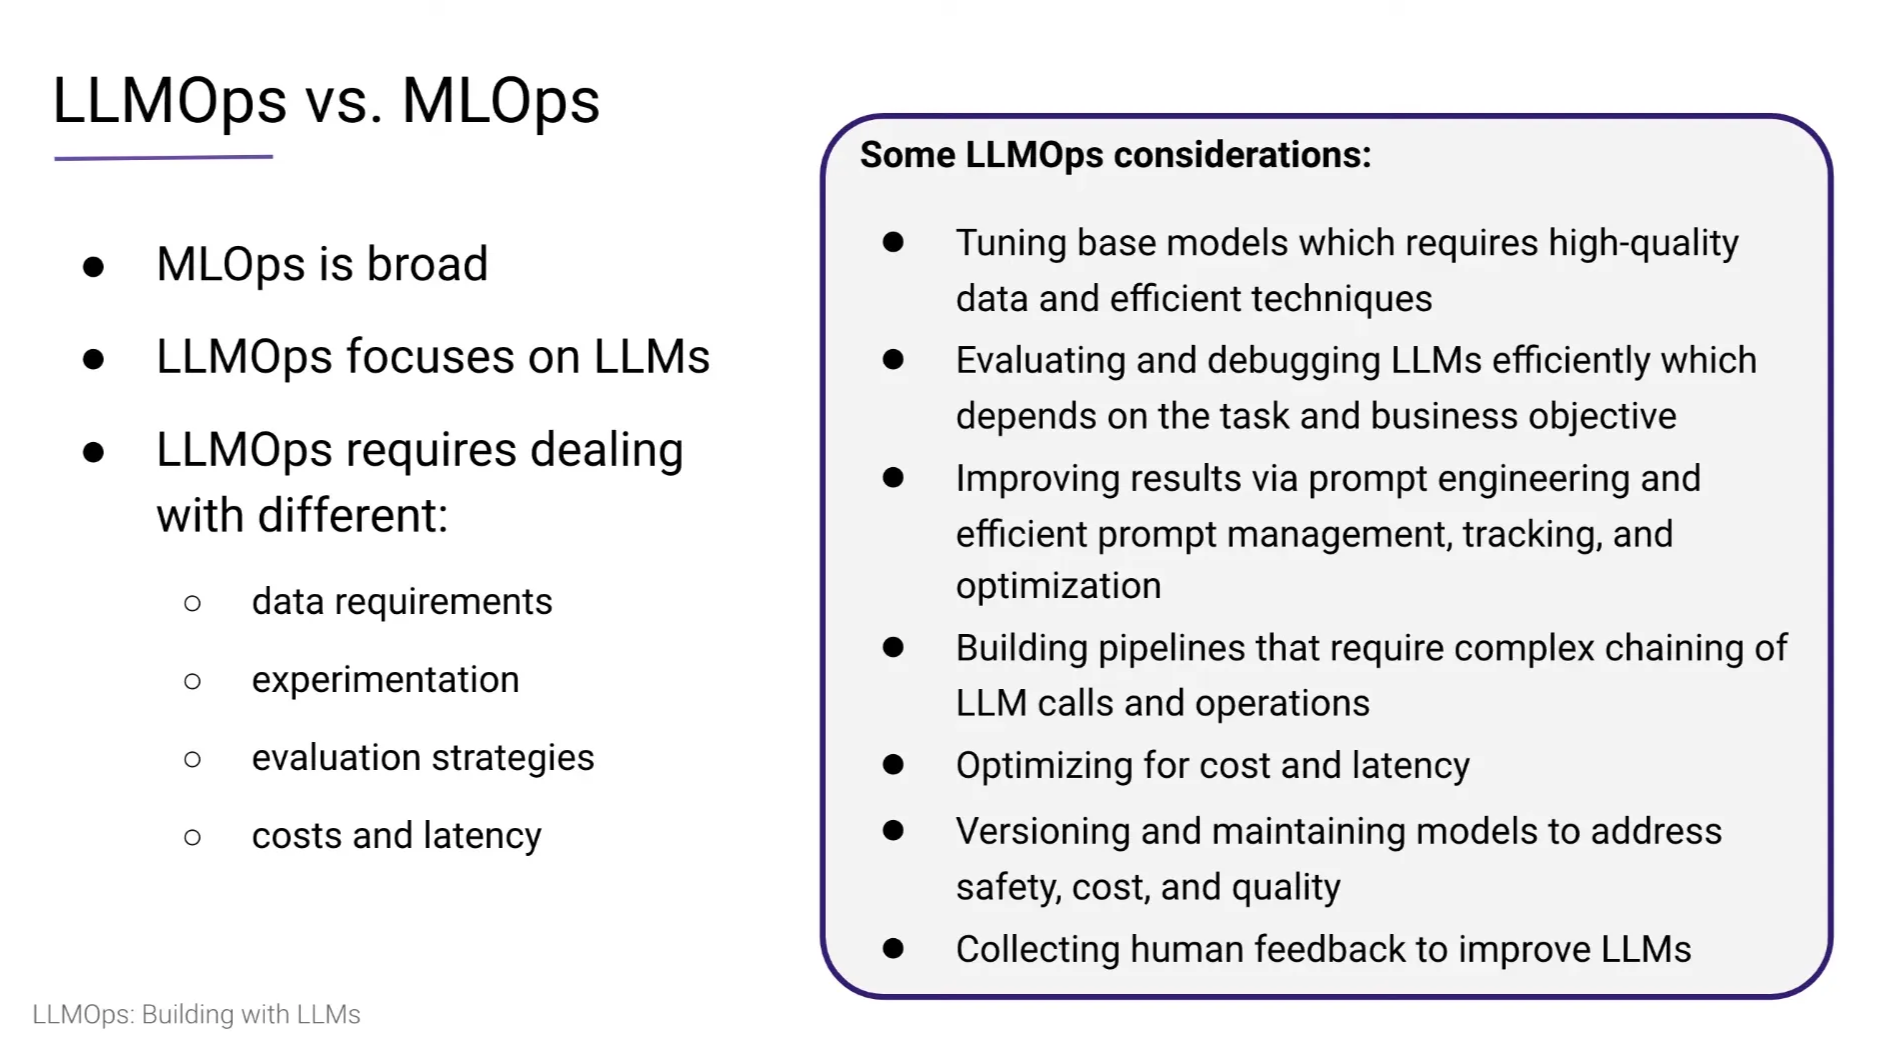 LLMOps vs. MLOps
● MLOps is broad
● LLMOps focuses on LLMs
● LLMOps requires dealing
with different:
○ data requirements
○ experimentation
○ evaluation strategies
○ costs and latency
Some LLMOps considerations:
● Tuning base models which requires high-quality
data and efficient techniques
● Evaluating and debugging LLMs efficiently which
depends on the task and business objective
● Improving results via prompt engineering and
efficient prompt management, tracking, and
optimization
● Building pipelines that require complex chaining of
LLM calls and operations
● Optimizing for cost and latency
● Versioning and maintaining models to address
safety, cost, and quality
● Collecting human feedback to improve LLMs
LLMOps: Building with LLMs